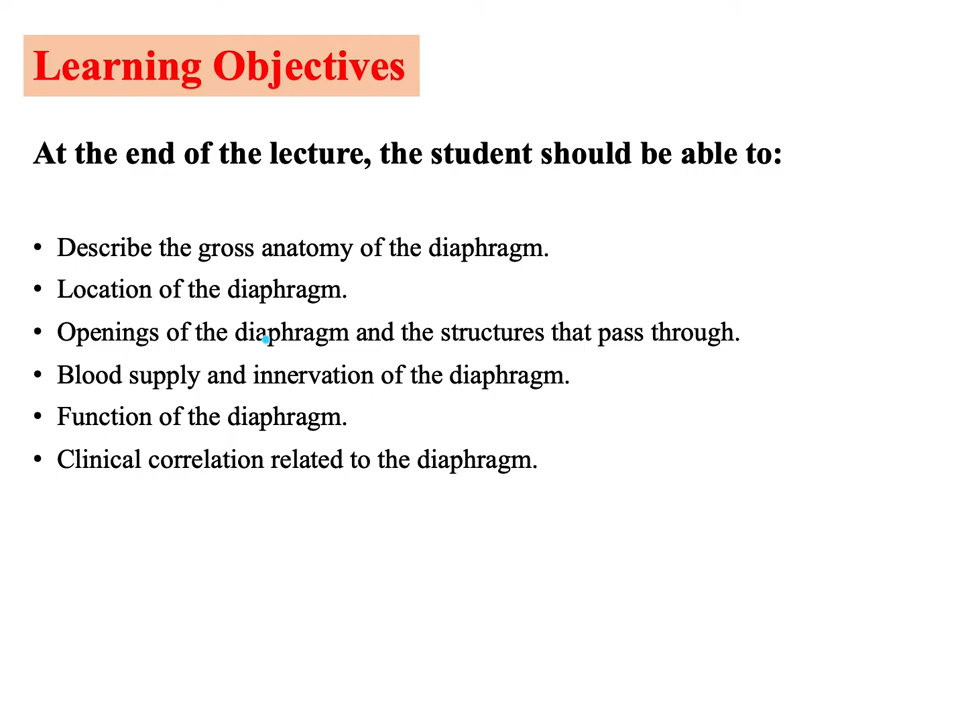 Learning Objectives
At the end of the lecture, the student should be able to:
• Describe the gross anatomy of the diaphragm.
• Location of the diaphragm.
• Openings of the diaphragm and the structures that pass through.
• Blood supply and innervation of the diaphragm.
• Function of the diaphragm.
• Clinical correlation related to the diaphragm.